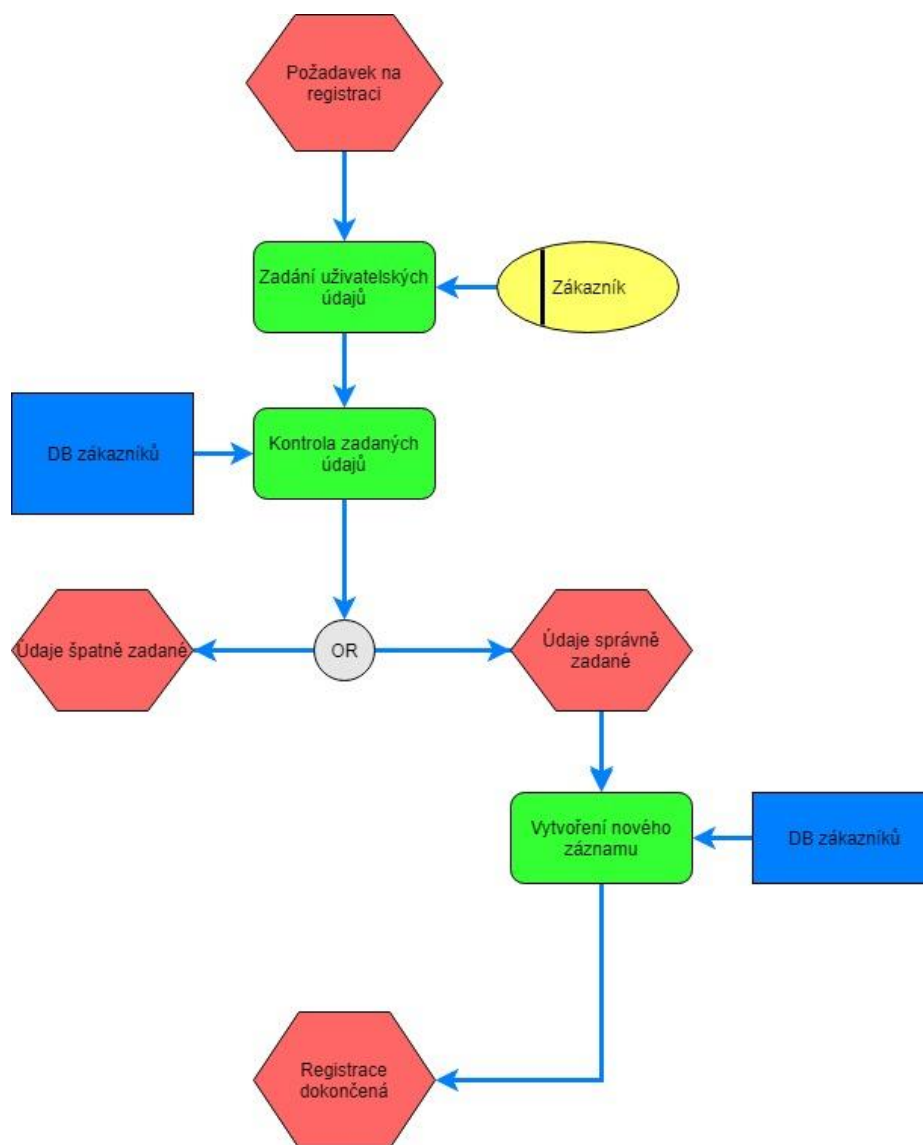 Požadavek na
registraci
Zadání uživatelských
údajů
Zákazník
DB zákazníků
Kontrola zadaných
údajů
Údaje špatně zadané
OR
Údaje správně
zadané
Vytvoření nového
záznamu
DB zákazníků
Registrace
dokončená